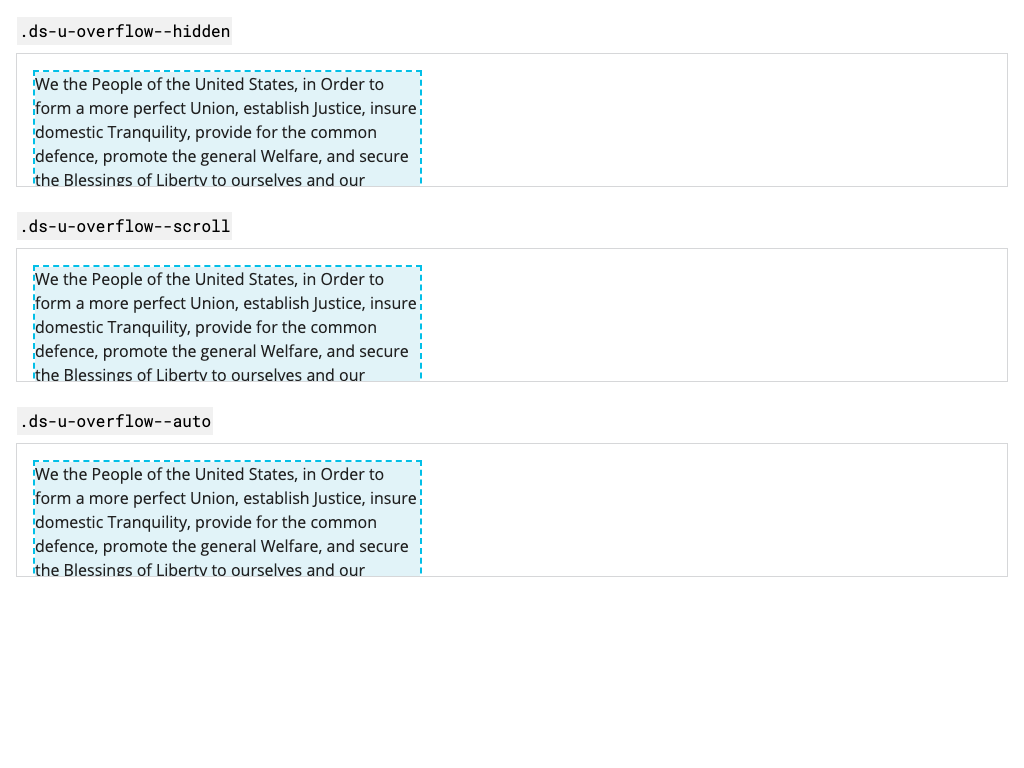 .ds-u-overflow--hidden
We the People of the United States, in Order to
form a more perfect Union, establish Justice, insure
domestic Tranquility, provide for the common
defence, promote the general Welfare, and secure
the Blessings of Liberty to ourselves and our
.ds-u-overflow--scroll
We the People of the United States, in Order to
form a more perfect Union, establish Justice, insure
domestic Tranquility, provide for the common
defence, promote the general Welfare, and secure
the Blessings of Liberty to ourselves and our
.ds-u-overflow--auto
We the People of the United States, in Order to
form a more perfect Union, establish Justice, insure
domestic Tranquility, provide for the common
defence, promote the general Welfare, and secure
the Blessings of Liberty to ourselves and our